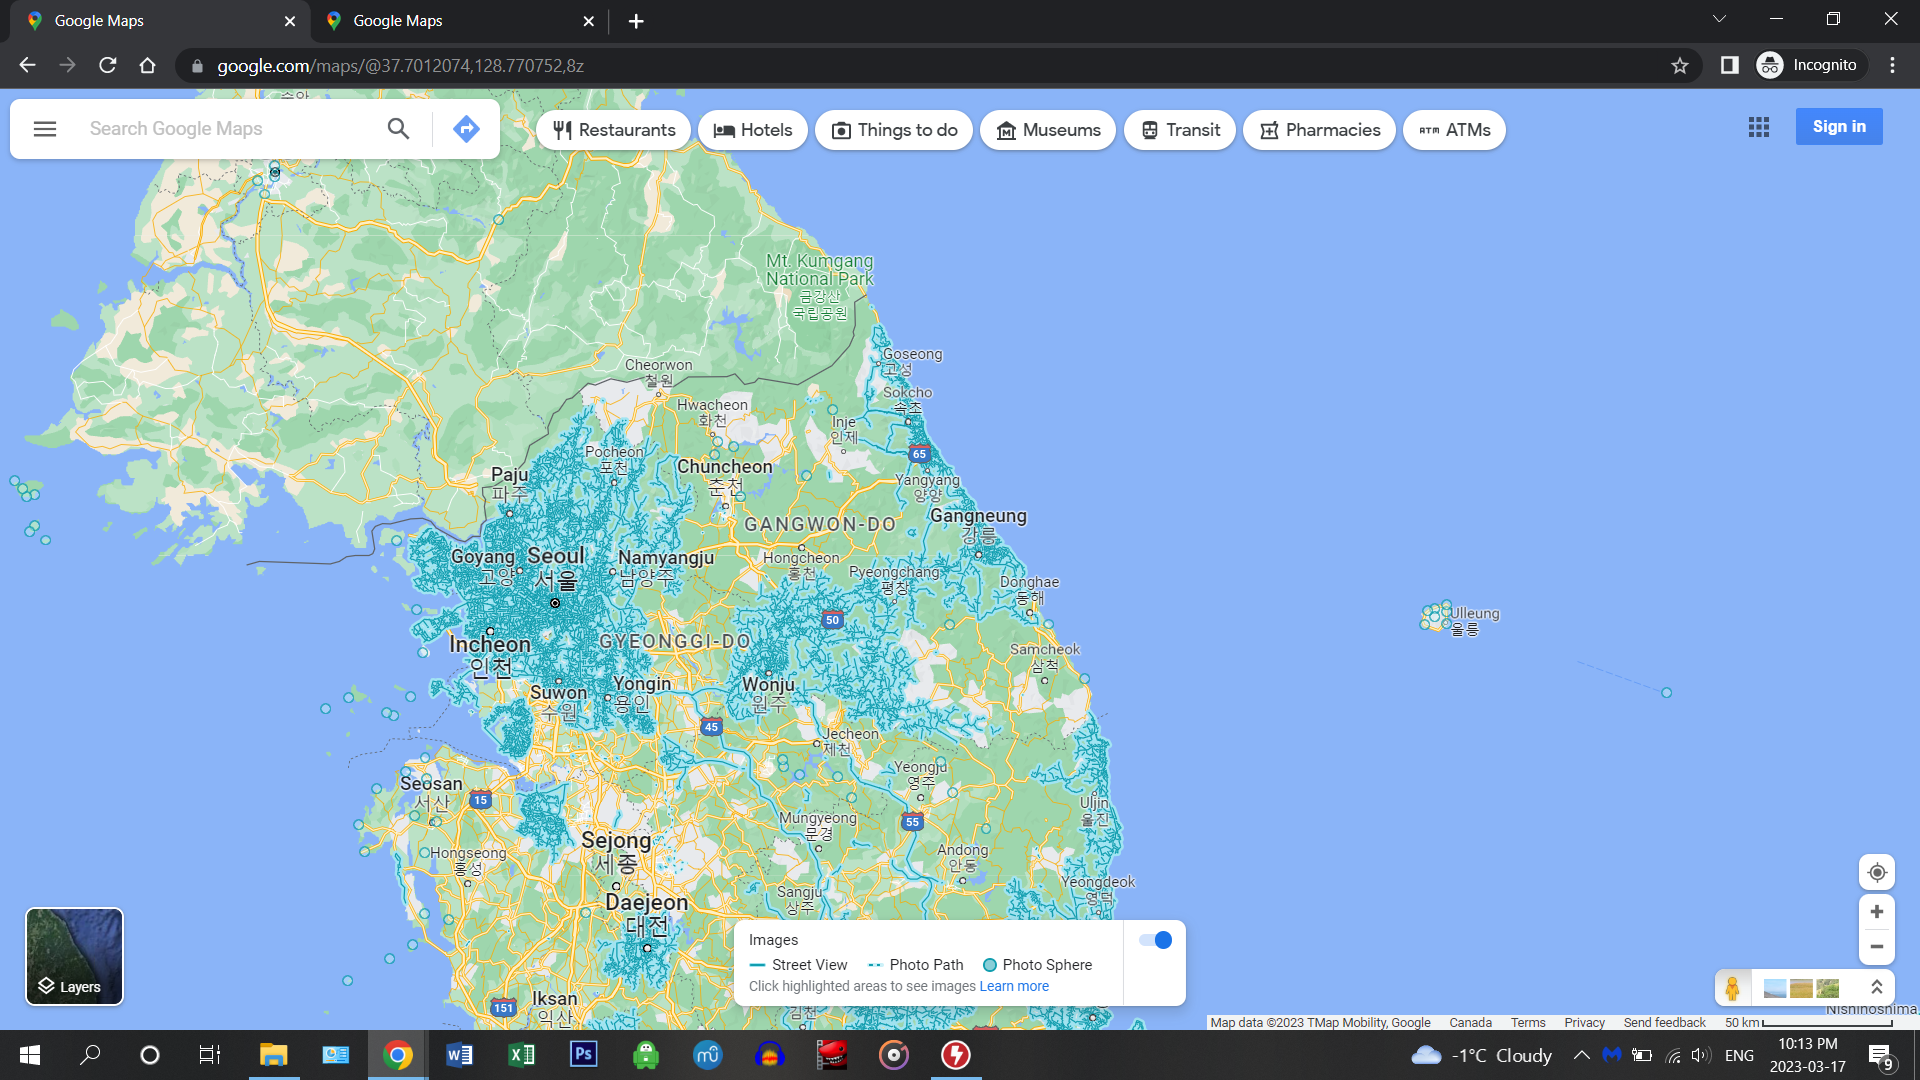 Google Maps
Google Maps
google.com/maps/@37.7012074,128.770752,8z
Incognito
Search Google Maps
Restaurants
Hotels
Things to do
Museums
Transit
Pharmacies
ATM ATMs
Sign in
Mt. Kumgang
National Park
금강산
국립공원
Goseong
고성
Cheorwon
철원
Sokcho
속초
Hwacheon
화천
Inje
인제
65
Pocheon
포천
Chuncheon
춘천
Paju
파주
Yangyang
양양
GANGWON-DO
Gangneung
강릉
Goyang
고양
Seoul
서울
Namyangju
남양주
Hongcheon
홍천
Pyeongchang
평창
Donghae
동해
50
Ulleung
울릉
Incheon
인천
GYEONGGI-DO
Samcheok
삼척
Suwon
수원
Yongin
용인
Wonju
원주
45
Jecheon
제천
Seosan
서산
15
Yeongju
영주
Uljin
울진
Mungyeong
문경
55
Sejong
세종
Hongseong
홍성
Andong
안동
Yeongdeok
영덕
Sangju
상주
Daejeon
대전
Iksan
익산
151
김천
Images
Street View
Photo Path
Photo Sphere
Click highlighted areas to see images Learn more
Layers
Nishinoshima,
Map data ©2023 TMap Mobility, Google
Canada
Terms
Privacy
Send feedback
50 km
-1°C Cloudy
ENG
10:13 PM
2023-03-17
9